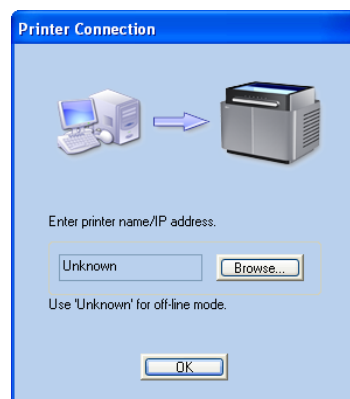 Printer Connection
Enter printer name/IP address.
Unknown
Browse...
Use 'Unknown' for off-line mode.
OK